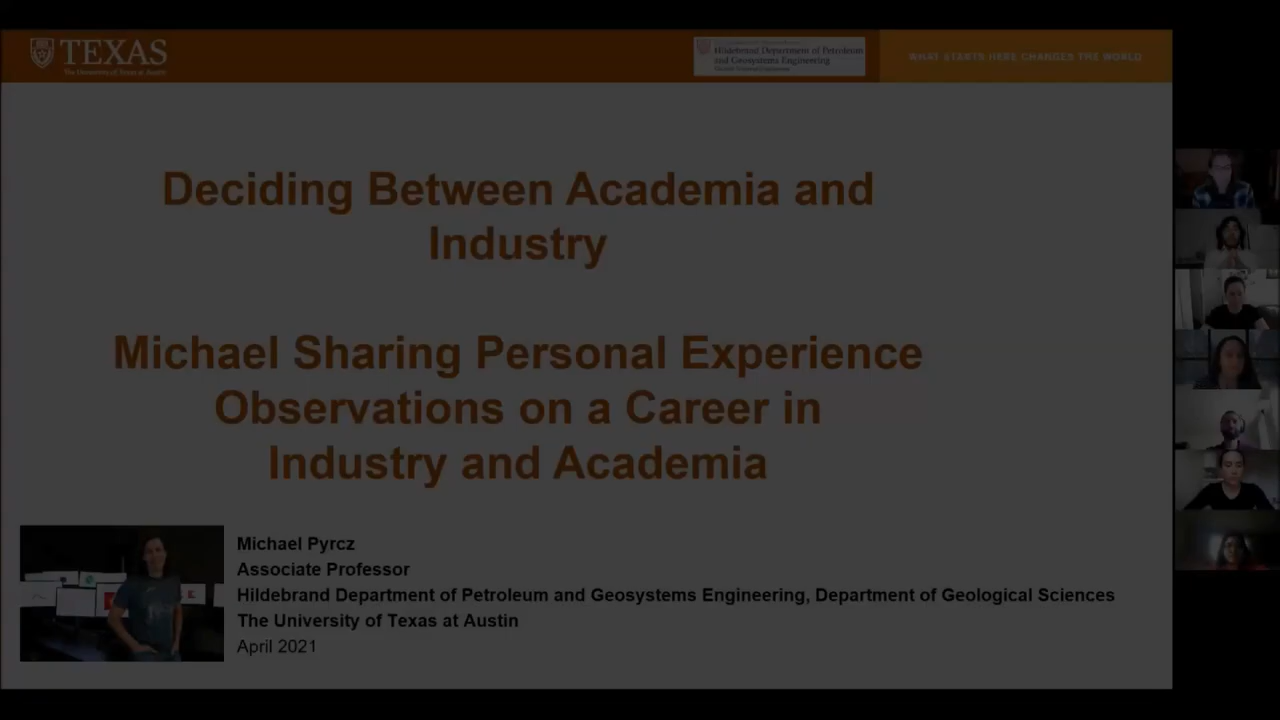 TEXAS
The University of Texas at Austin
Hildebrand Department of Petroleum
and Geosystems Engineering
WHAT STARTS HERE CHANGES THE WORLD
Deciding Between Academia and
Industry
Michael Sharing Personal Experience
Observations on a Career in
Industry and Academia
Michael Pyrcz
Associate Professor
Hildebrand Department of Petroleum and Geosystems Engineering, Department of Geological Sciences
The University of Texas at Austin
April 2021